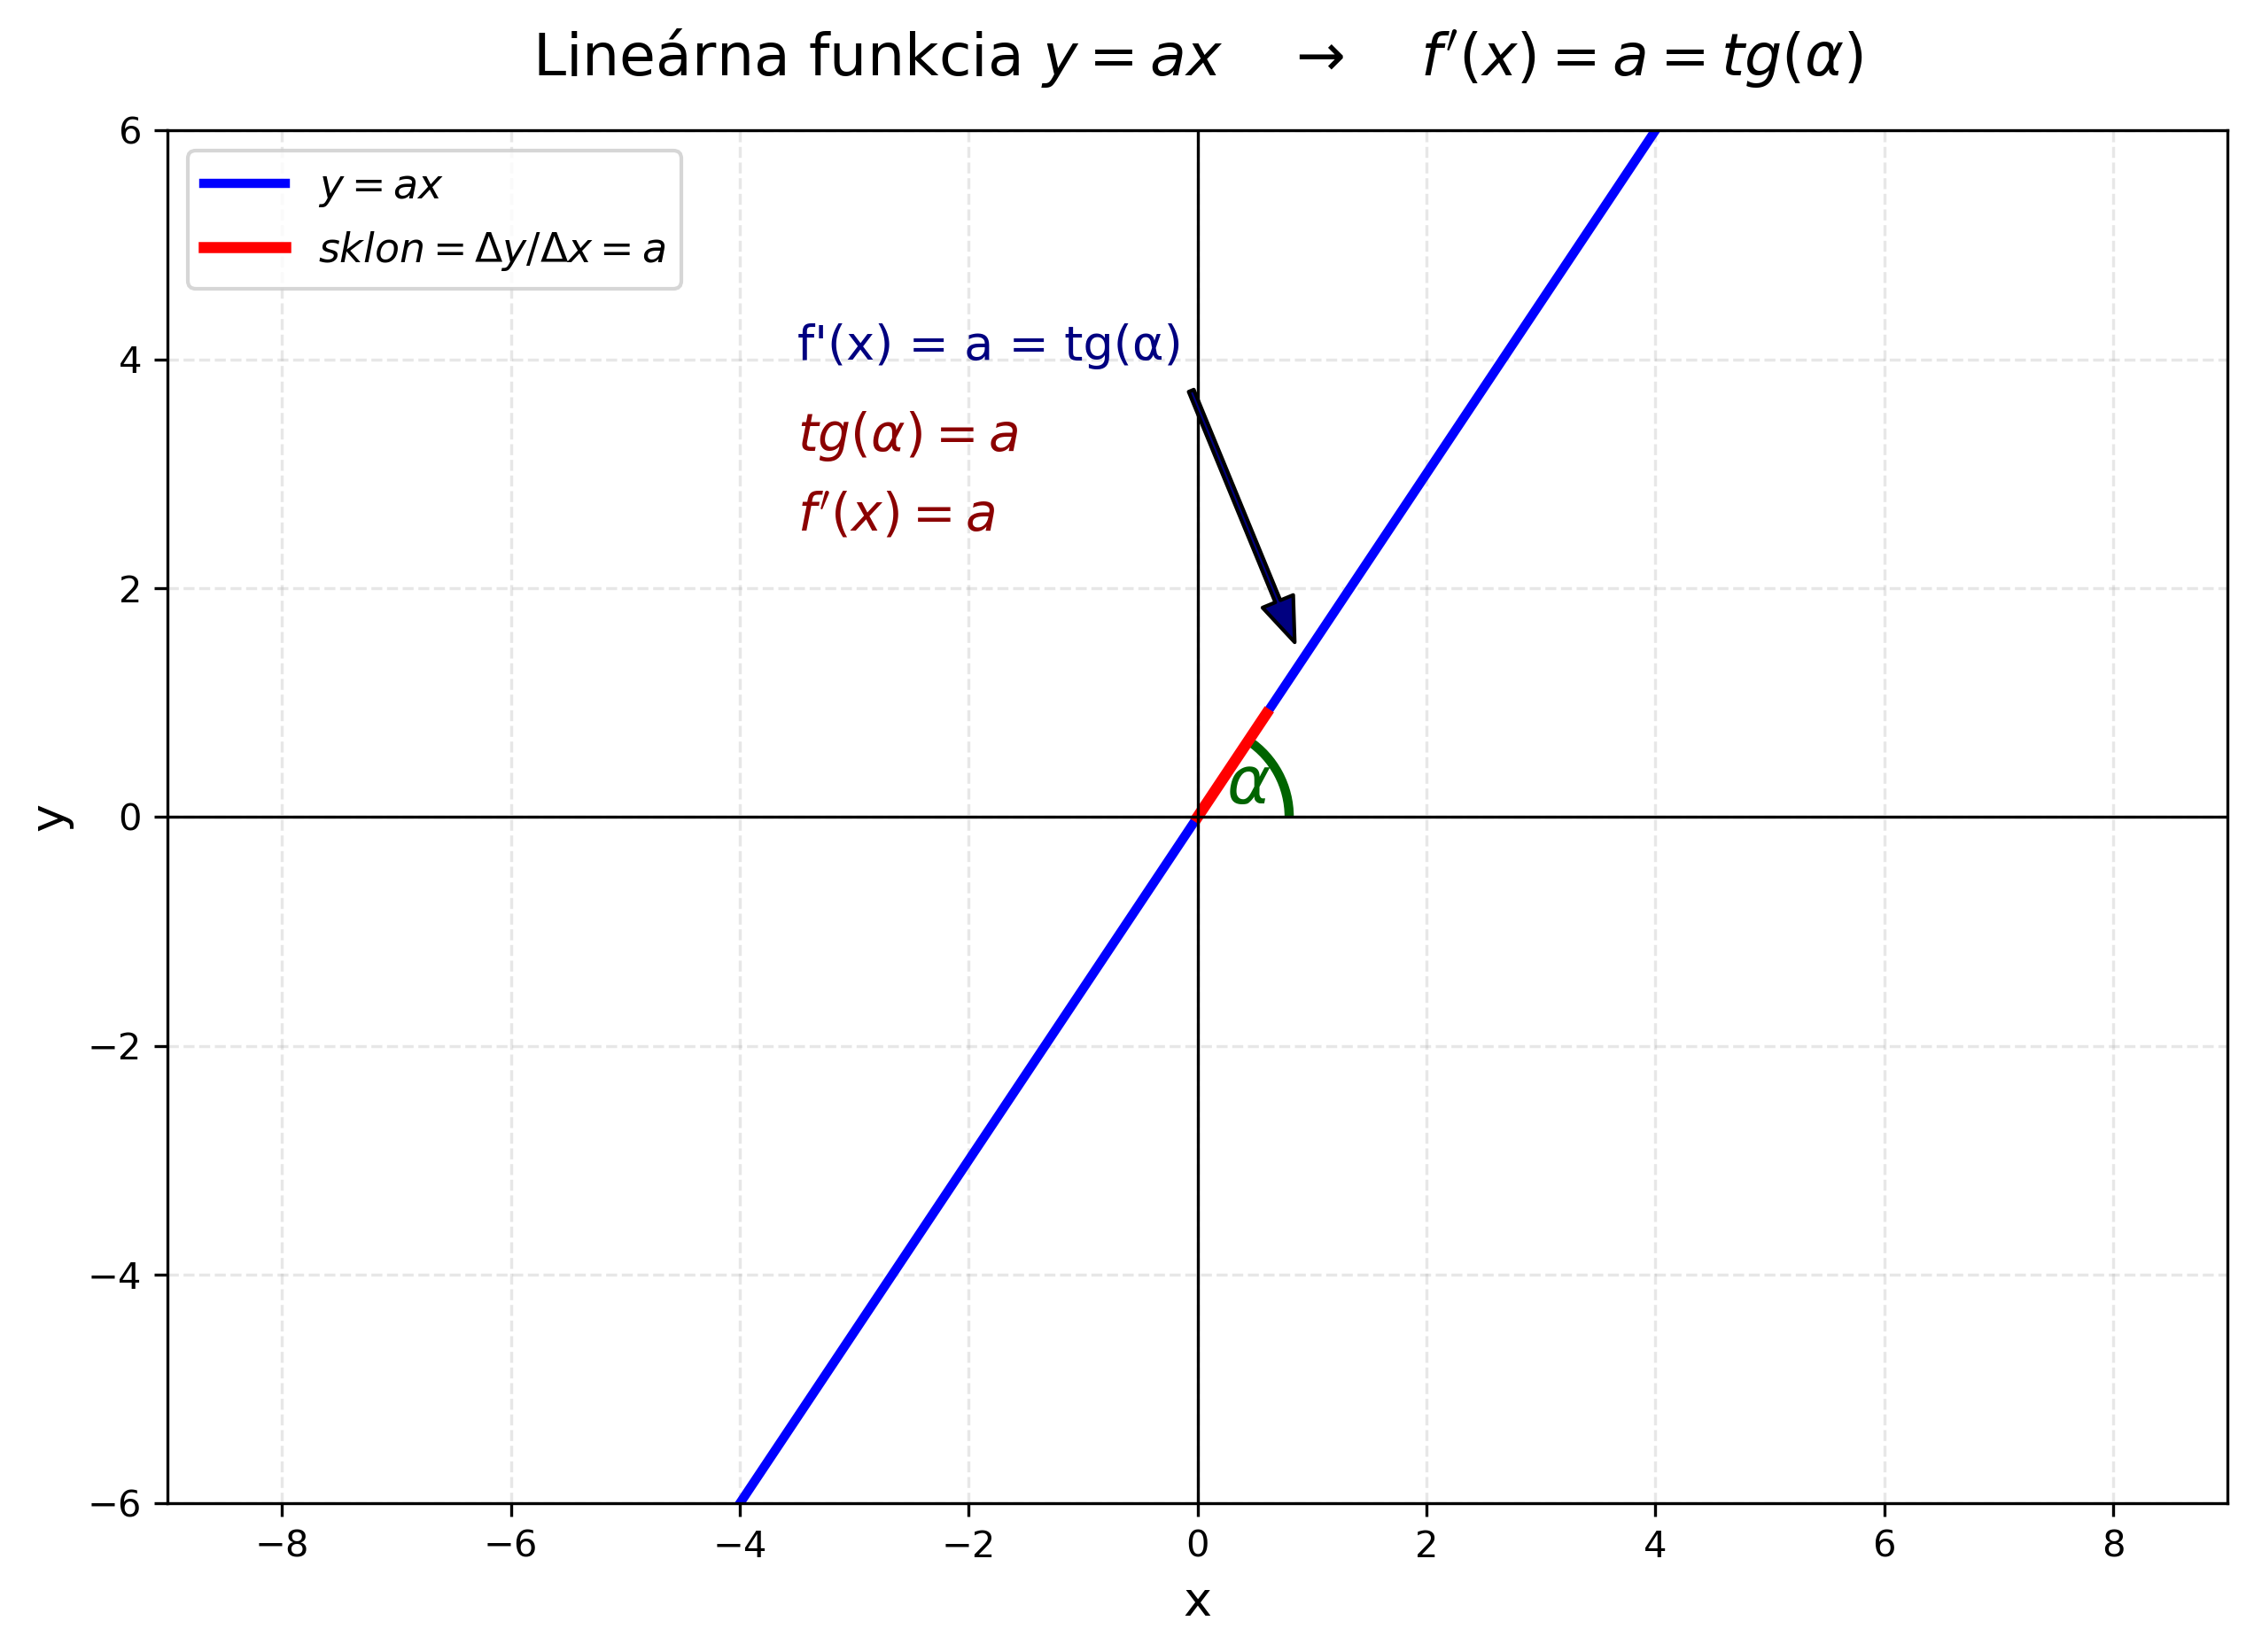 Lineárna funkcia y = ax → f′(x) = a = tg(α)
y = ax
sklon = Δy/Δx = a
f'(x) = a = tg(α)
tg(α) = a
f′(x) = a
α
6
4
2
0
−2
−4
−6
y
−8 −6 −4 −2 0 2 4 6 8
x